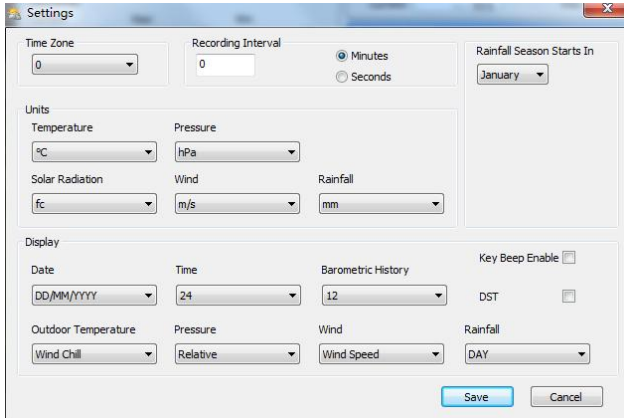 Settings
Time Zone
0
Recording Interval
0
Minutes
Seconds
Rainfall Season Starts In
January
Units
Temperature
Pressure
ºC
hPa
Solar Radiation
Wind
Rainfall
fc
m/s
mm
Display
Key Beep Enable
Date
Time
Barometric History
DD/MM/YYYY
24
12
DST
Outdoor Temperature
Pressure
Wind
Rainfall
Wind Chill
Relative
Wind Speed
DAY
Save
Cancel